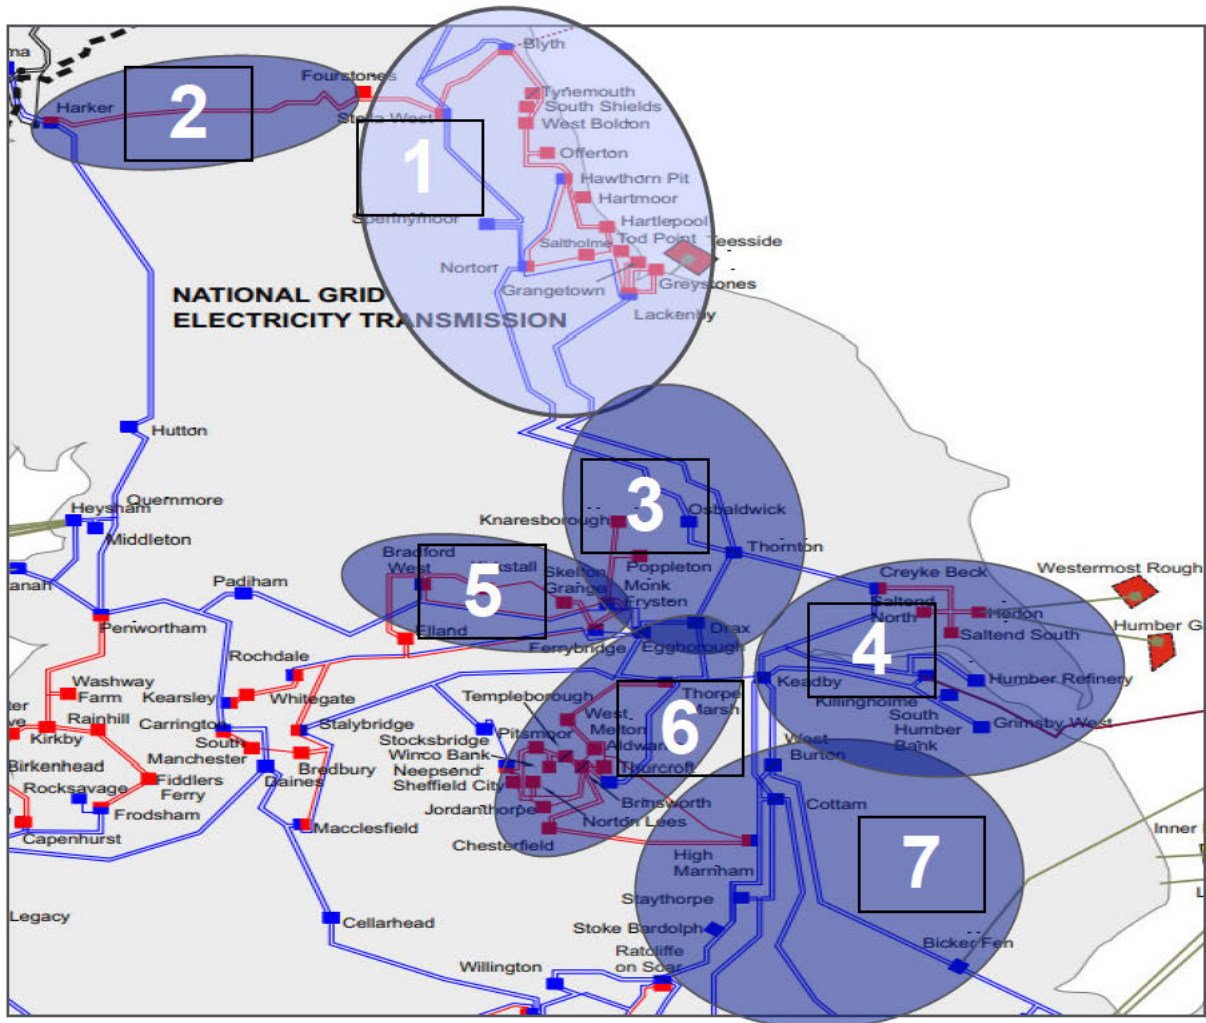 ma
Blyth
Fourstones
Tynemouth
South Shields
West Boldon
Harker
2
Stella West
Offerton
1
Hawthorn Pit
Hartmoor
Spennymoor
Hartlepool
Saltholme
Tod Point
Teesside
Norton
Grangetown
Greystones
Lackenby
NATIONAL GRID
ELECTRICITY TRANSMISSION
Hutton
Quernmore
Heysham
Middleton
3
Knaresborough
Osbaldwick
Thornton
Poppleton
Bradford
West
Kirkstall
Skelton
Grange
Monk
Fryston
5
anah
Padiham
Penwortham
Elland
Ferrybridge
Eggborough
Drax
Creyke Beck
Saltend
North
Hedon
Saltend South
4
Westermost Rough
Humber G
Keadby
Killingholme
Humber Refinery
South
Humber
Bank
Grimsby West
Rochdale
Washway
Farm
Kearsley
Whitegate
Templeborough
Thorpe
Marsh
6
ter
ve
Rainhill
Kirkby
Carrington
South
Manchester
Stalybridge
Stocksbridge
Pitsmoor
West
Melton
Aldwarke
West
Burton
Birkenhead
Fiddlers
Ferry
Bredbury
Daines
Winco Bank
Neepsend
Sheffield City
Thurcroft
Brinsworth
Rocksavage
Frodsham
Jordanthorpe
Norton Lees
Cottam
Capenhurst
Macclesfield
Chesterfield
High
Marnham
7
Inner
Legacy
Cellarhead
Staythorpe
Stoke Bardolph
Bicker Fen
Willington
Ratcliffe
on Soar